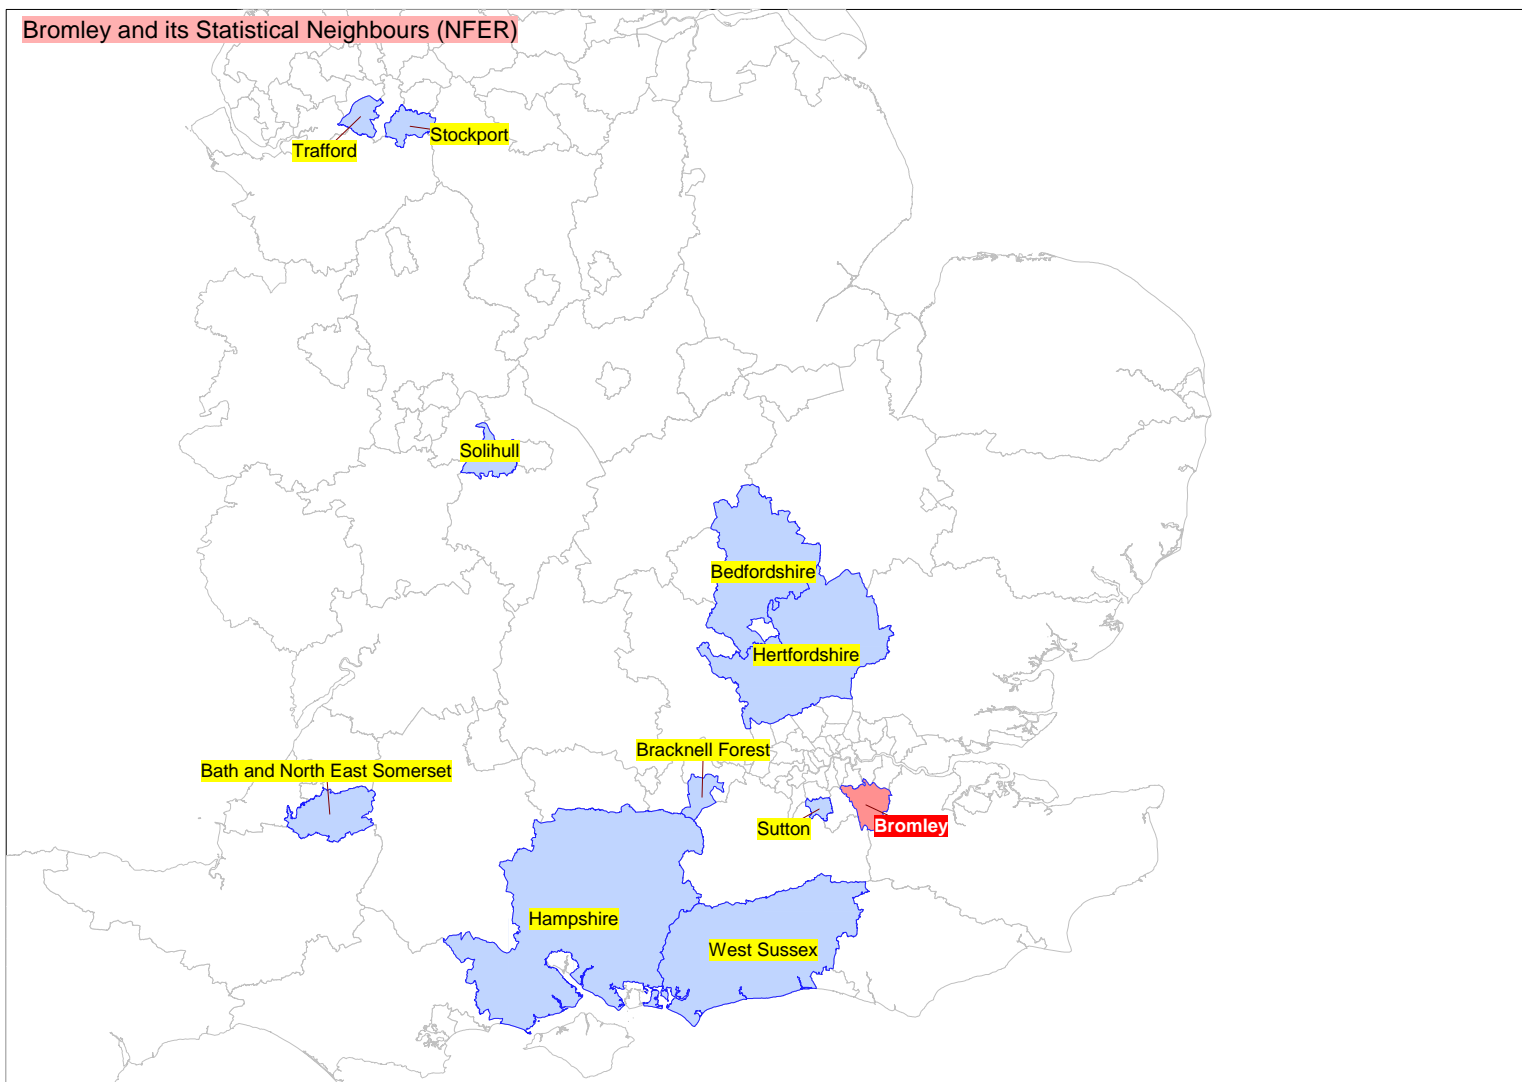 Bromley and its Statistical Neighbours (NFER)
Trafford
Stockport
Solihull
Bedfordshire
Hertfordshire
Bracknell Forest
Bath and North East Somerset
Sutton
Bromley
Hampshire
West Sussex